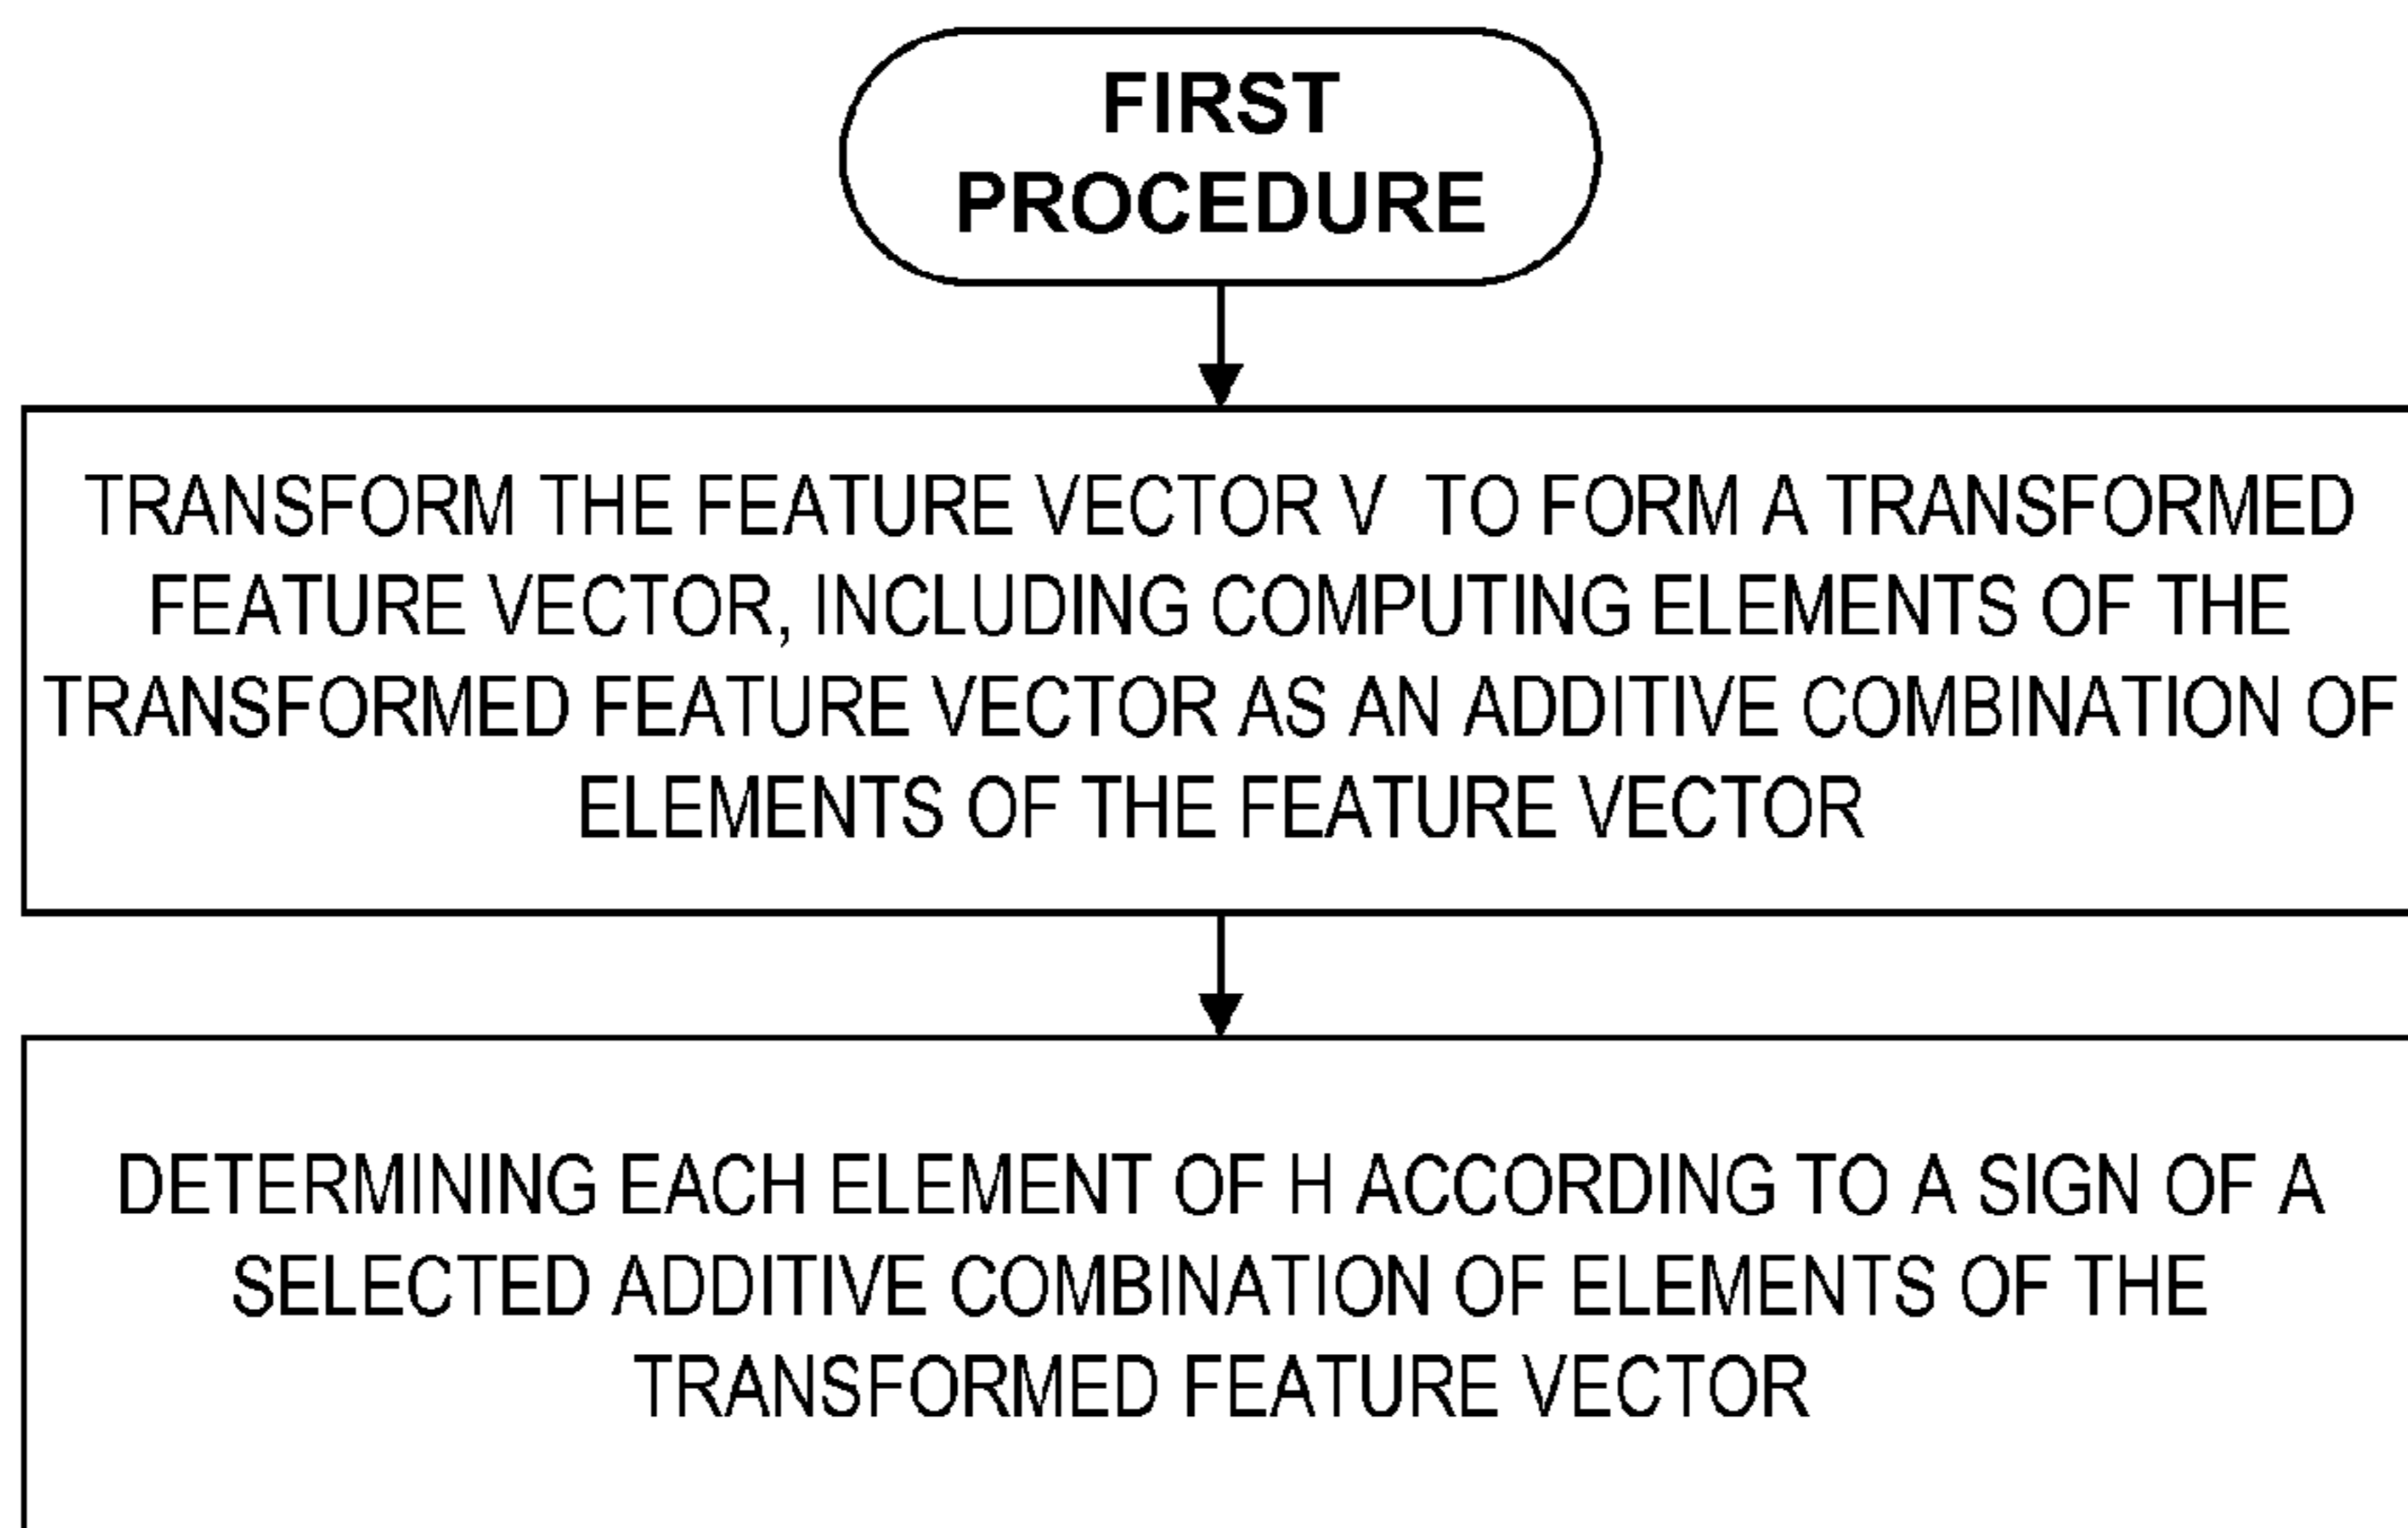 FIRST
PROCEDURE
TRANSFORM THE FEATURE VECTOR V TO FORM A TRANSFORMED
FEATURE VECTOR, INCLUDING COMPUTING ELEMENTS OF THE
TRANSFORMED FEATURE VECTOR AS AN ADDITIVE COMBINATION OF
ELEMENTS OF THE FEATURE VECTOR
DETERMINING EACH ELEMENT OF H ACCORDING TO A SIGN OF A
SELECTED ADDITIVE COMBINATION OF ELEMENTS OF THE
TRANSFORMED FEATURE VECTOR